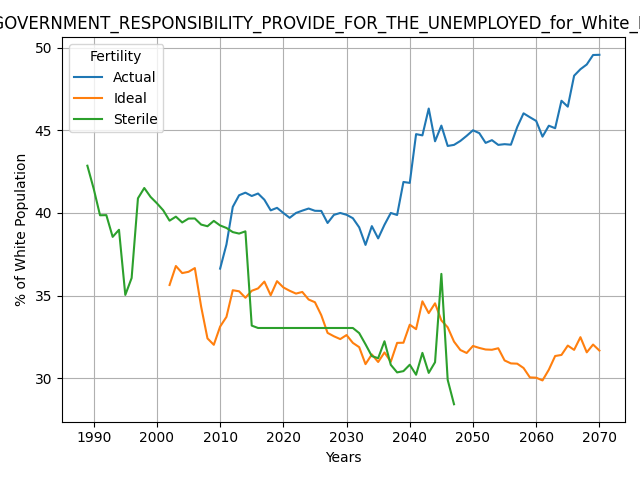 GOVERNMENT_RESPONSIBILITY_PROVIDE_FOR_THE_UNEMPLOYED_for_White_
Fertility
Actual
Ideal
Sterile
50
45
40
35
30
% of White Population
1990 2000 2010 2020 2030 2040 2050 2060 2070
Years